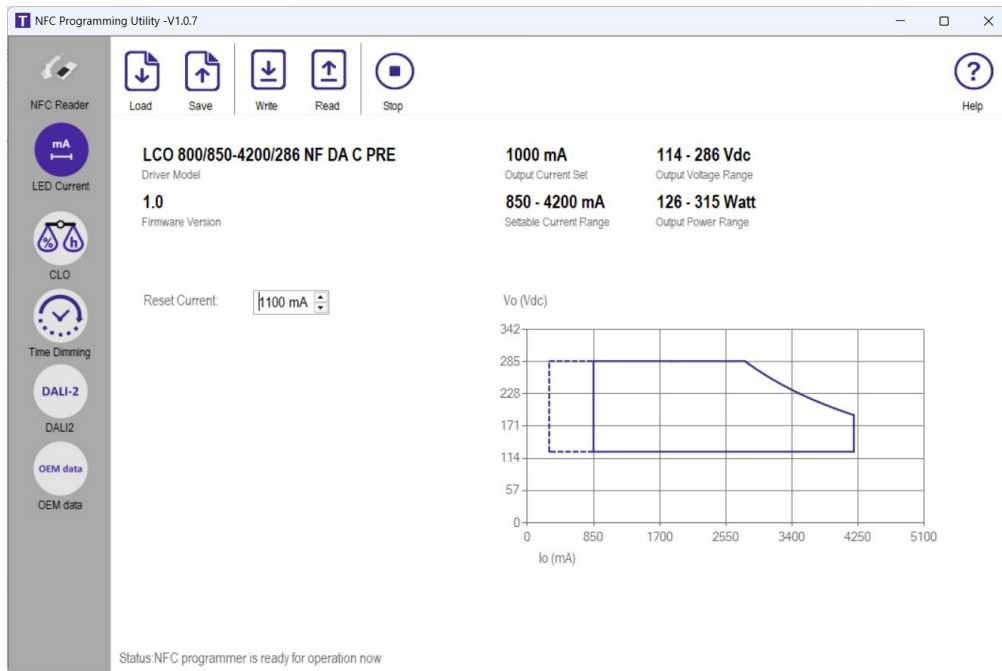 T NFC Programming Utility -V1.0.7
NFC Reader
mA
LED Current
% h
CLO
Time Dimming
DALI-2
DALI2
OEM data
OEM data
Load Save Write Read Stop
? Help
LCO 800/850-4200/286 NF DA C PRE
Driver Model
1.0
Firmware Version
1000 mA
Output Current Set
114 - 286 Vdc
Output Voltage Range
850 - 4200 mA
Settable Current Range
126 - 315 Watt
Output Power Range
Reset Current: 1100 mA
Vo (Vdc)
342
285
228
171
114
57
0
0 850 1700 2550 3400 4250 5100
Io (mA)
Status:NFC programmer is ready for operation now